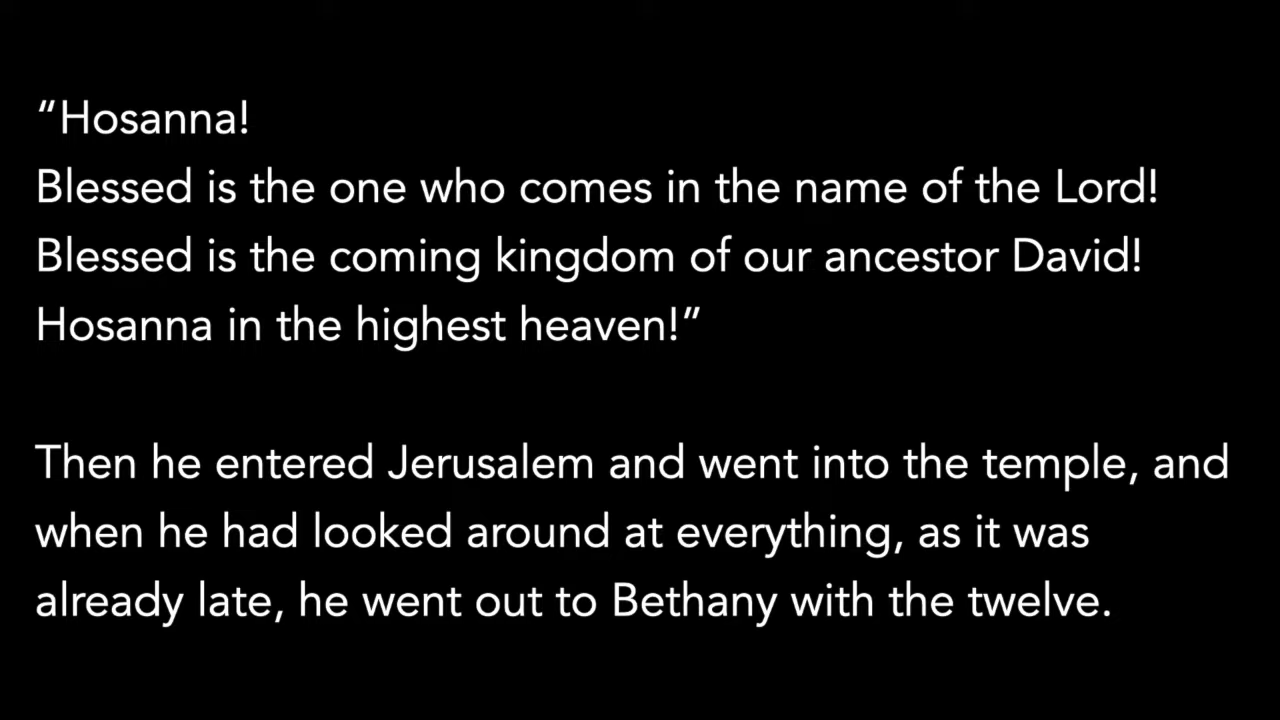 “Hosanna!
Blessed is the one who comes in the name of the Lord!
Blessed is the coming kingdom of our ancestor David!
Hosanna in the highest heaven!”
Then he entered Jerusalem and went into the temple, and
when he had looked around at everything, as it was
already late, he went out to Bethany with the twelve.